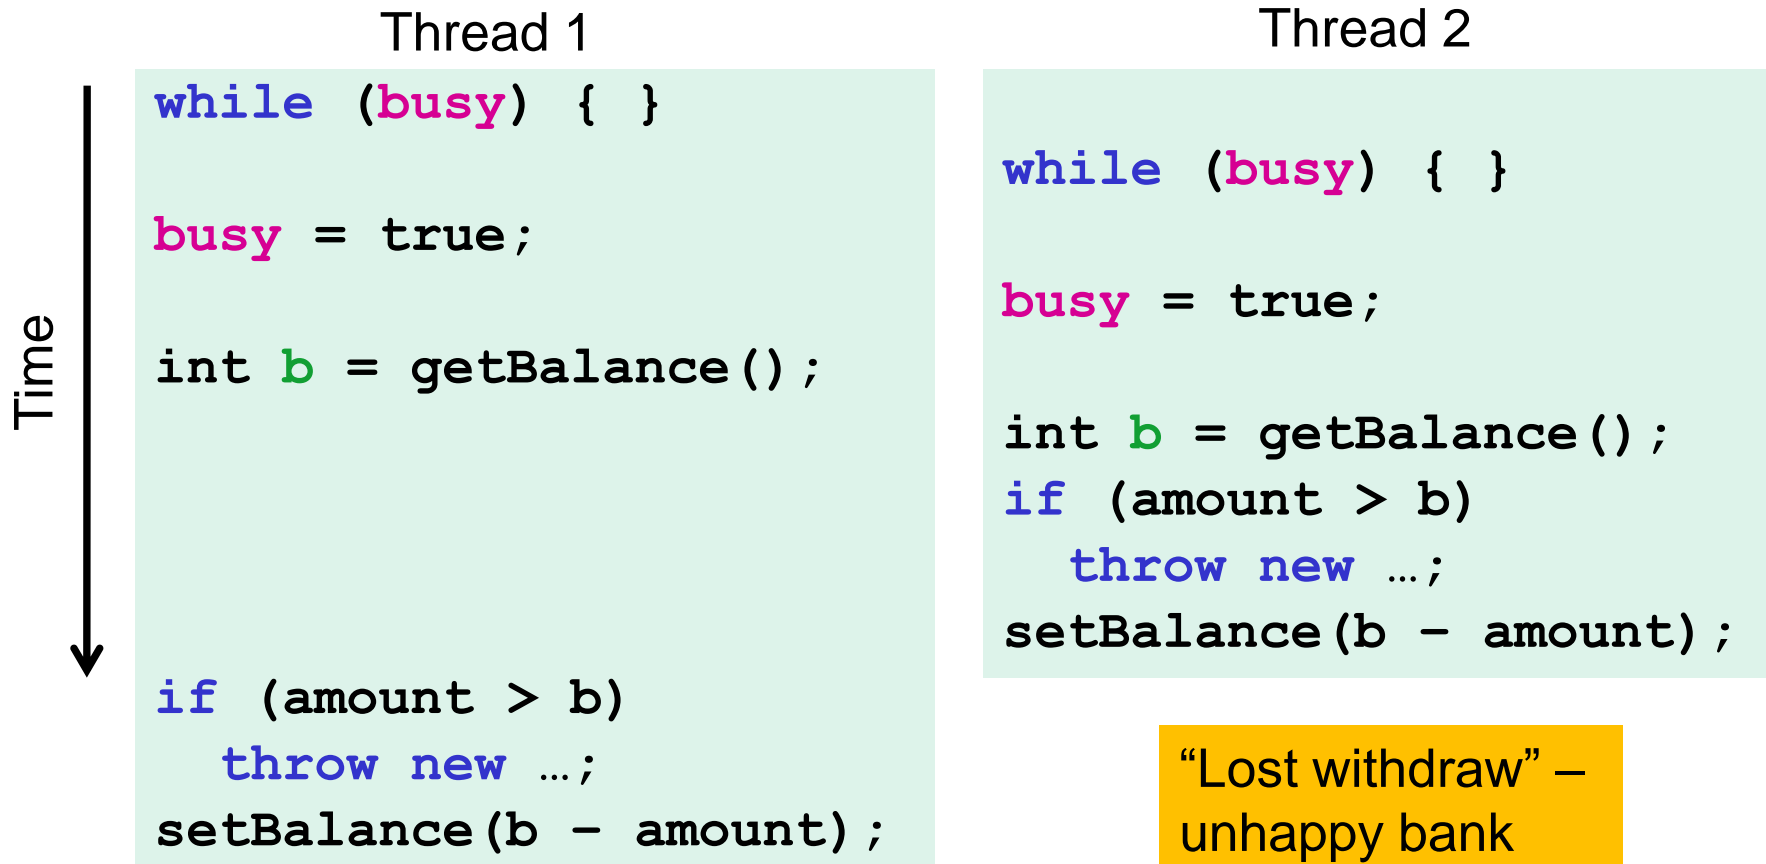 Thread 1
Thread 2
Time
while (busy) { }
busy = true;
int b = getBalance();
if (amount > b)
throw new …;
setBalance(b – amount);
while (busy) { }
busy = true;
int b = getBalance();
if (amount > b)
throw new …;
setBalance(b – amount);
“Lost withdraw” –
unhappy bank